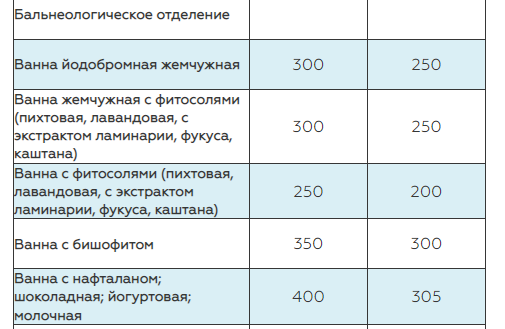 Бальнеологическое отделение
Ванна йодобромная жемчужная 300 250
Ванна жемчужная с фитосолями
(пихтовая, лавандовая, с
экстрактом ламинарии, фукуса,
каштана) 300 250
Ванна с фитосолями (пихтовая,
лавандовая, с экстрактом
ламинарии, фукуса, каштана) 250 200
Ванна с бишофитом 350 300
Ванна с нафталаном;
шоколадная; йогуртовая;
молочная 400 305